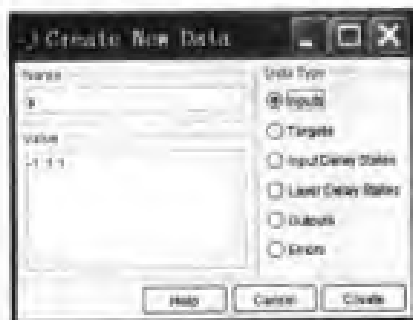 Create New Data
Name
Value
-1 1 1
Data Type
Inputs
Targets
Input Delay States
Layer Delay States
Outputs
Errors
Help
Cancel
Create